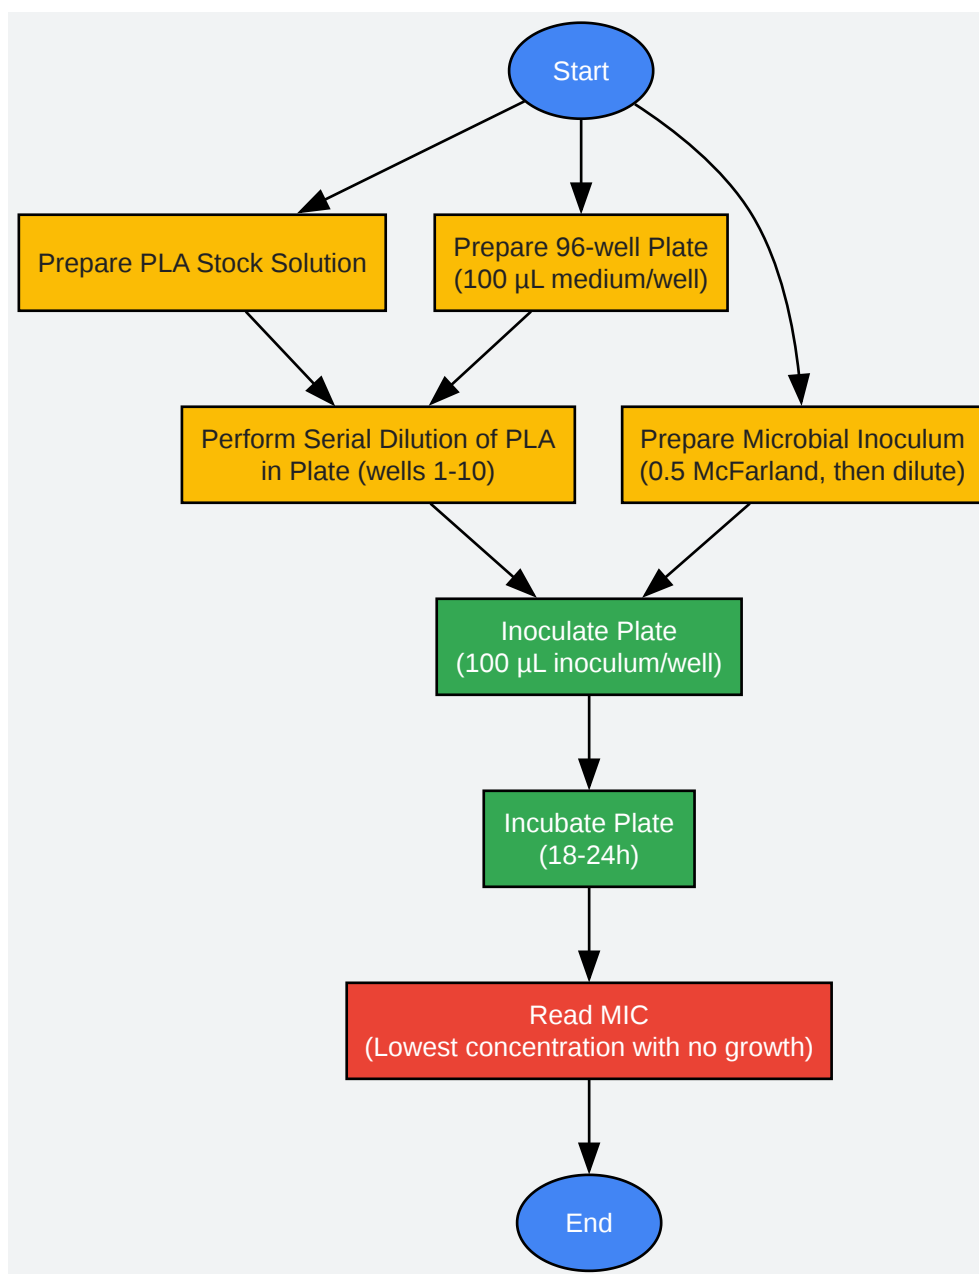 Start
Prepare PLA Stock Solution
Prepare 96-well Plate
(100 µL medium/well)
Perform Serial Dilution of PLA
in Plate (wells 1-10)
Prepare Microbial Inoculum
(0.5 McFarland, then dilute)
Inoculate Plate
(100 µL inoculum/well)
Incubate Plate
(18-24h)
Read MIC
(Lowest concentration with no growth)
End